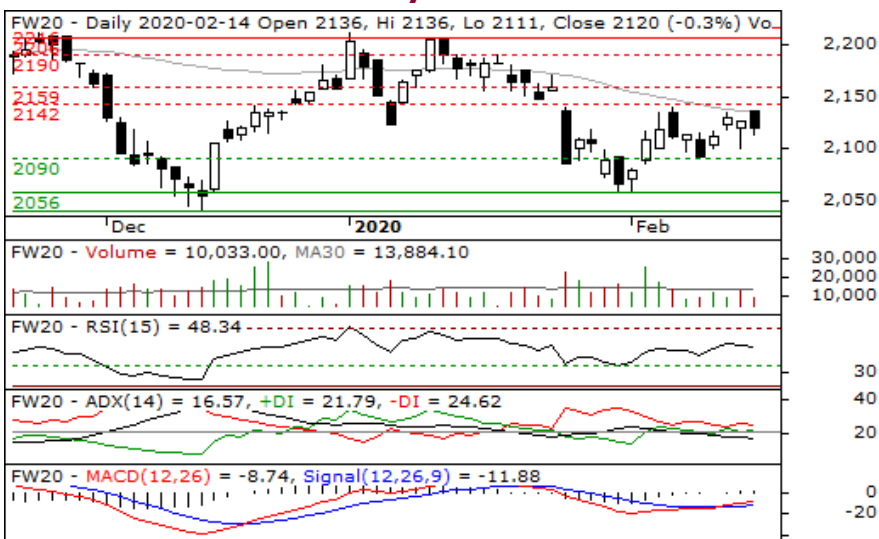 FW20 - Daily 2020-02-14 Open 2136, Hi 2136, Lo 2111, Close 2120 (-0.3%) Vo
2,200
2190
2159
2,150
2142
2,100
2090
2,050
2056
Dec
2020
Feb
FW20 - Volume = 10,033.00, MA30 = 13,884.10
30,000
20,000
10,000
FW20 - RSI(15) = 48.34
30
FW20 - ADX(14) = 16.57, +DI = 21.79, -DI = 24.62
40
20
FW20 - MACD(12,26) = -8.74, Signal(12,26,9) = -11.88
0
-20